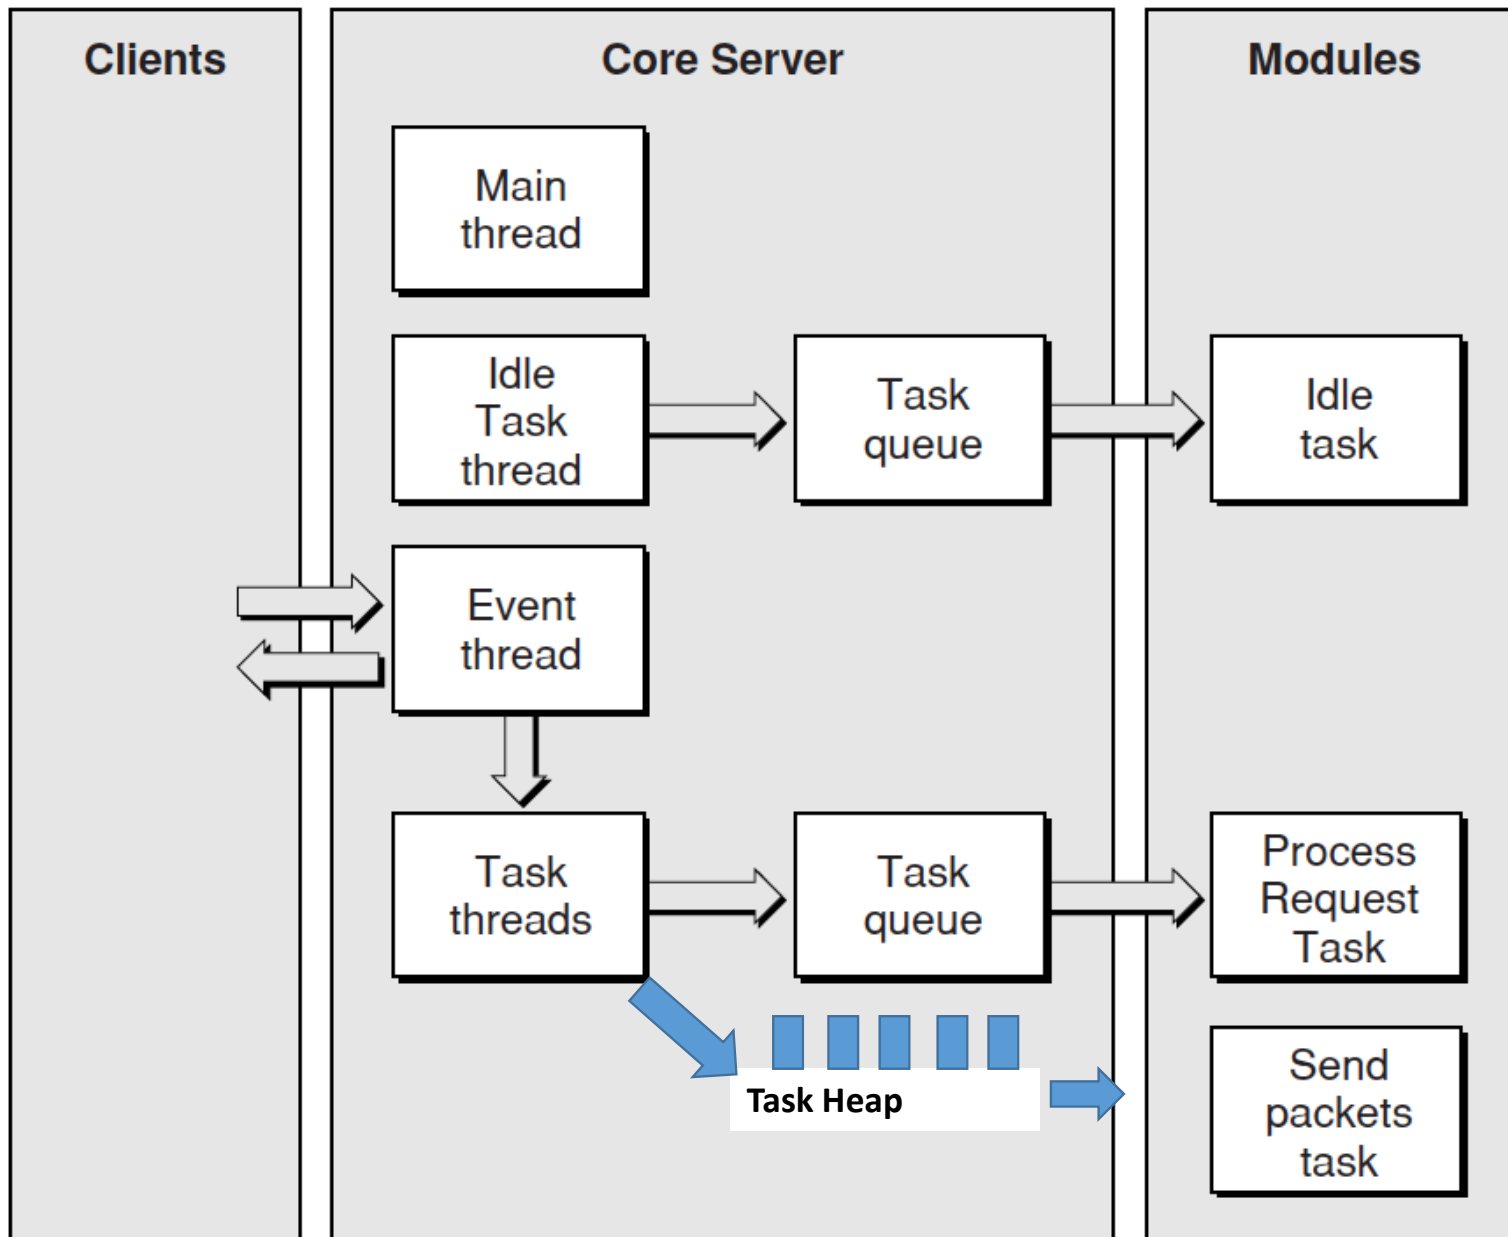 Clients
Core Server
Modules
Main
thread
Idle
Task
thread
Task
queue
Idle
task
Event
thread
Task
threads
Task
queue
Process
Request
Task
Task Heap
Send
packets
task